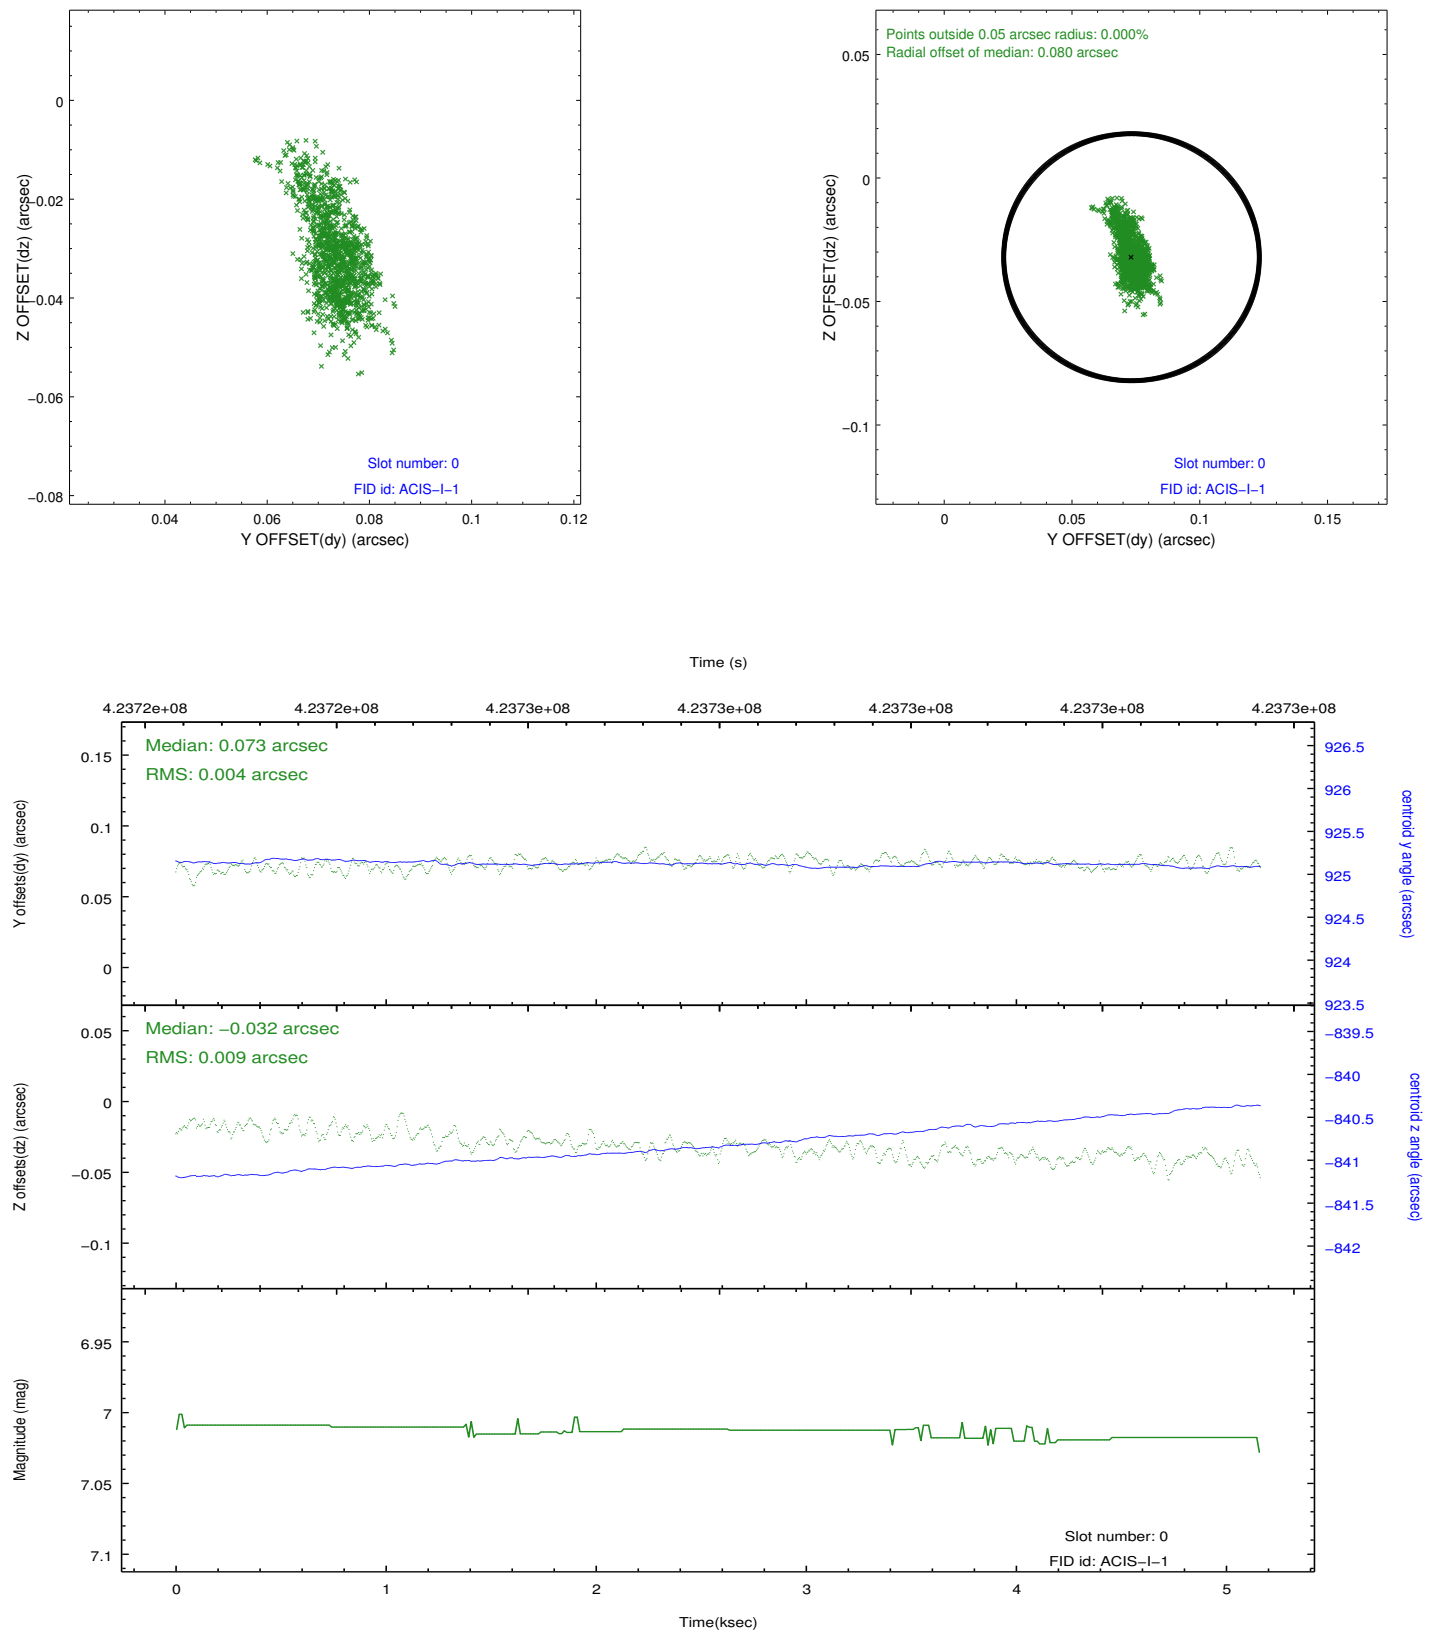 0
−0.02
−0.04
−0.06
−0.08
Z OFFSET(dz) (arcsec)
Slot number: 0
FID id: ACIS−I−1
0.04
0.06
0.08
0.1
0.12
Y OFFSET(dy) (arcsec)
Points outside 0.05 arcsec radius: 0.000%
Radial offset of median: 0.080 arcsec
0.05
0
−0.05
−0.1
Z OFFSET(dz) (arcsec)
Slot number: 0
FID id: ACIS−I−1
0
0.05
0.1
0.15
Y OFFSET(dy) (arcsec)
Time (s)
4.2372e+08
4.2372e+08
4.2373e+08
4.2373e+08
4.2373e+08
4.2373e+08
4.2373e+08
Median: 0.073 arcsec
RMS: 0.004 arcsec
0.15
0.1
0.05
0
Y offsets(dy) (arcsec)
926.5
926
925.5
925
924.5
924
923.5
centroid y angle (arcsec)
Median: −0.032 arcsec
RMS: 0.009 arcsec
0.05
0
−0.05
−0.1
Z offsets(dz) (arcsec)
−839.5
−840
−840.5
−841
−841.5
−842
centroid z angle (arcsec)
6.95
7
7.05
7.1
Magnitude (mag)
Slot number: 0
FID id: ACIS−I−1
0
1
2
3
4
5
Time(ksec)